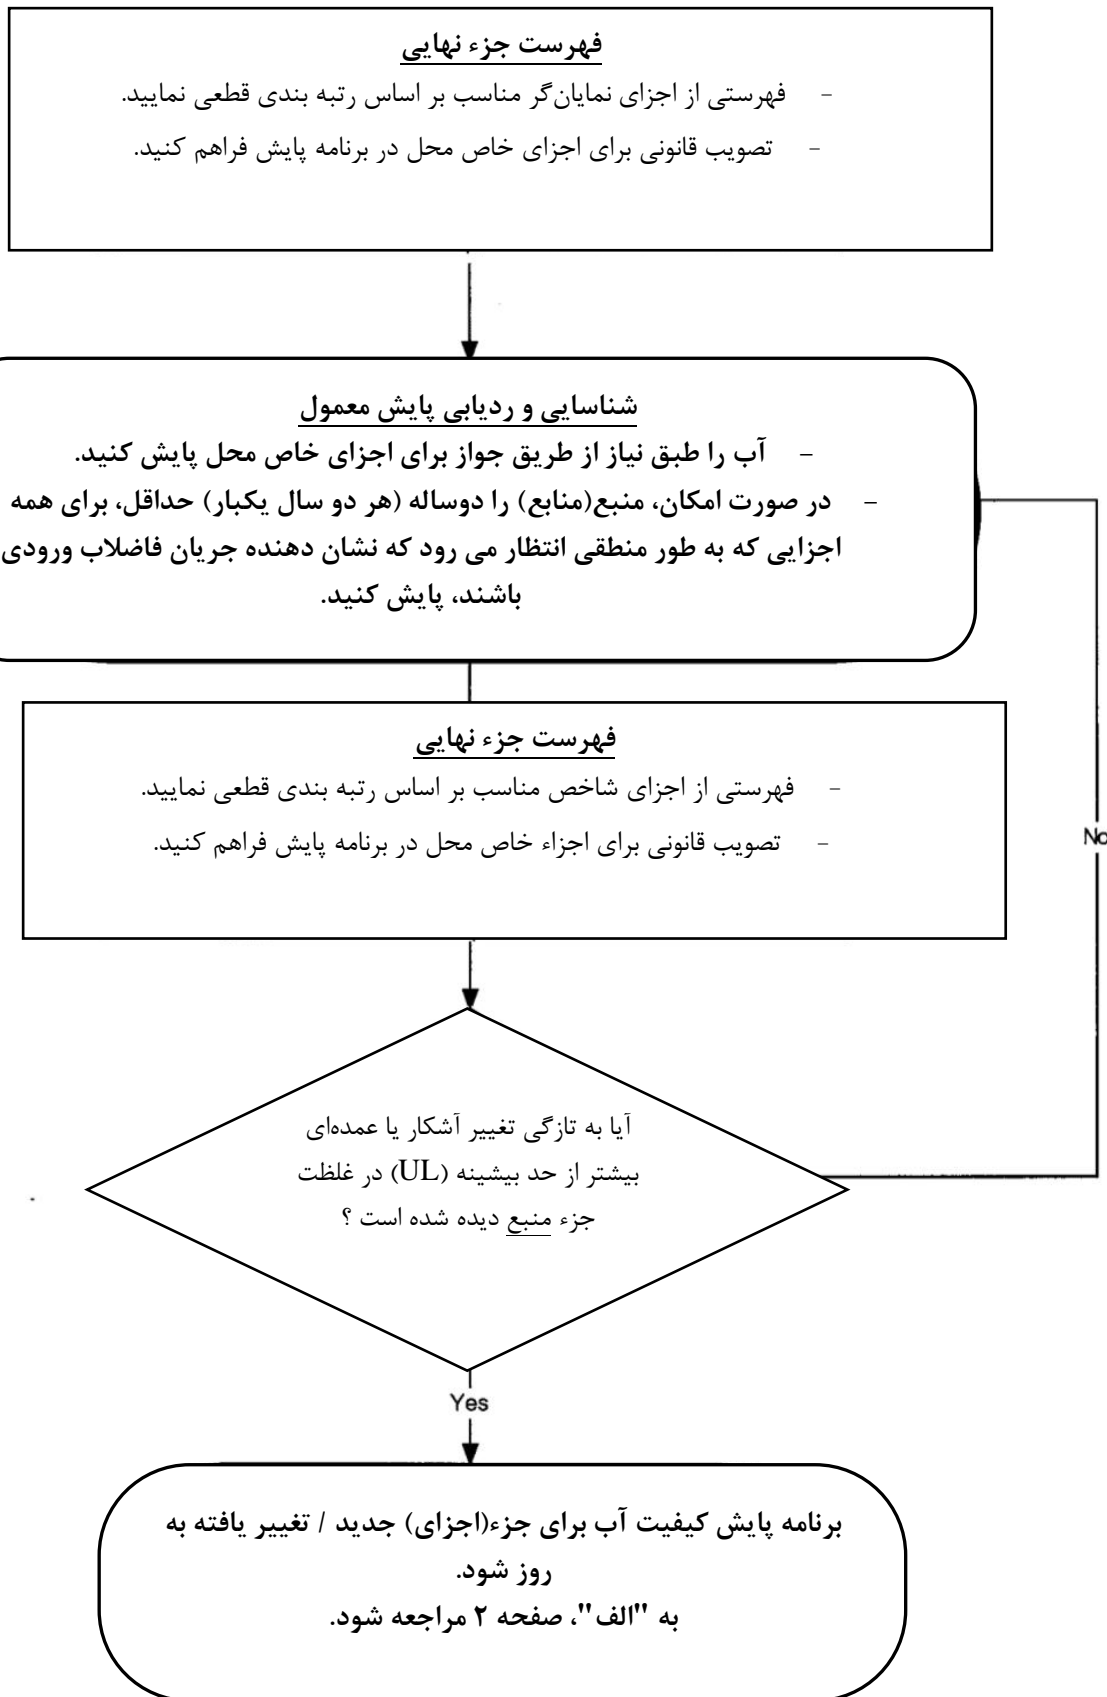 فهرست جزء نهایی
- فهرستی از اجزای نمایان‌گر مناسب بر اساس رتبه بندی قطعی نمایید.
- تصویب قانونی برای اجزای خاص محل در برنامه پایش فراهم کنید.
شناسایی و ردیابی پایش معمول
- آب را طبق نیاز از طریق جواز برای اجزای خاص محل پایش کنید.
- در صورت امکان، منبع(منابع) را دوساله (هر دو سال یکبار) حداقل، برای همه
اجزایی که به طور منطقی انتظار می رود که نشان دهنده جریان فاضلاب ورودی
باشند، پایش کنید.
فهرست جزء نهایی
- فهرستی از اجزای شاخص مناسب بر اساس رتبه بندی قطعی نمایید.
- تصویب قانونی برای اجزاء خاص محل در برنامه پایش فراهم کنید.
No
آیا به تازگی تغییر آشکار یا عمده‌ای
بیشتر از حد بیشینه (UL) در غلظت
جزء منبع دیده شده است ؟
Yes
برنامه پایش کیفیت آب برای جزء(اجزای) جدید / تغییر یافته به
روز شود.
به "الف"، صفحه ۲ مراجعه شود.